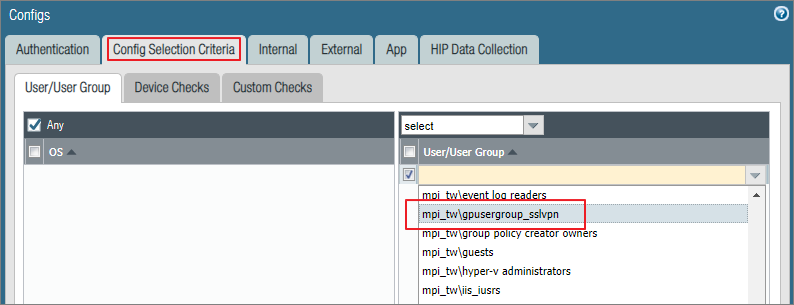 Configs
Authentication Config Selection Criteria Internal External App HIP Data Collection
User/User Group Device Checks Custom Checks
Any select
OS User/User Group
mpi_tw\event log readers
mpi_tw\gpusergroup_sslvpn
mpi_tw\group policy creator owners
mpi_tw\guests
mpi_tw\hyper-v administrators
mpi_tw\iis_iusrs